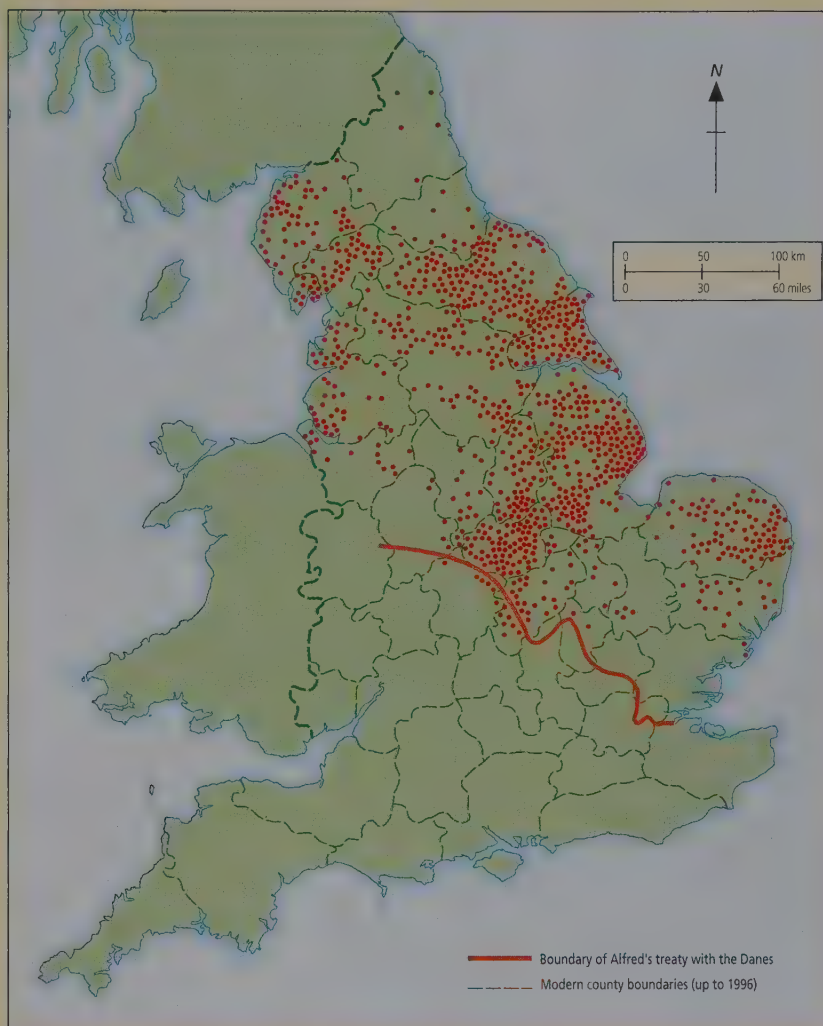 N
0 50 100 km
0 30 60 miles
Boundary of Alfred's treaty with the Danes
Modern county boundaries (up to 1996)